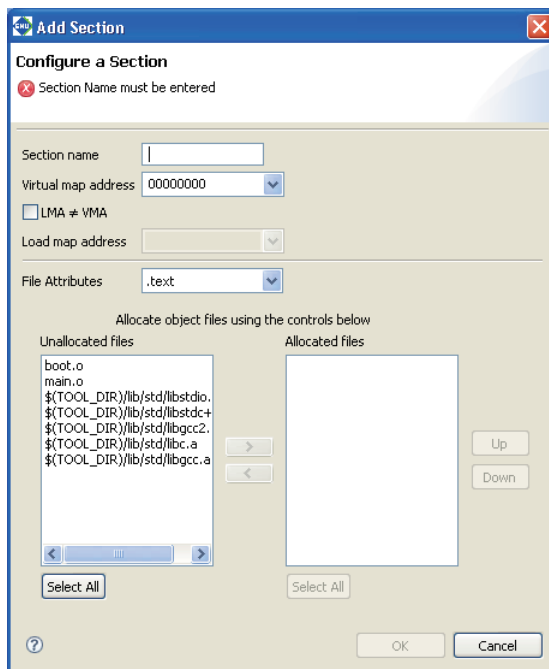 GNU Add Section
Configure a Section
Section Name must be entered
Section name
Virtual map address 00000000
LMA ≠ VMA
Load map address
File Attributes .text
Allocate object files using the controls below
Unallocated files Allocated files
boot.o
main.o
$(TOOL_DIR)/lib/std/libstdio.
$(TOOL_DIR)/lib/std/libstdc+
$(TOOL_DIR)/lib/std/libgcc2.
$(TOOL_DIR)/lib/std/libc.a
$(TOOL_DIR)/lib/std/libgcc.a
>
<
Up
Down
Select All Select All
? OK Cancel